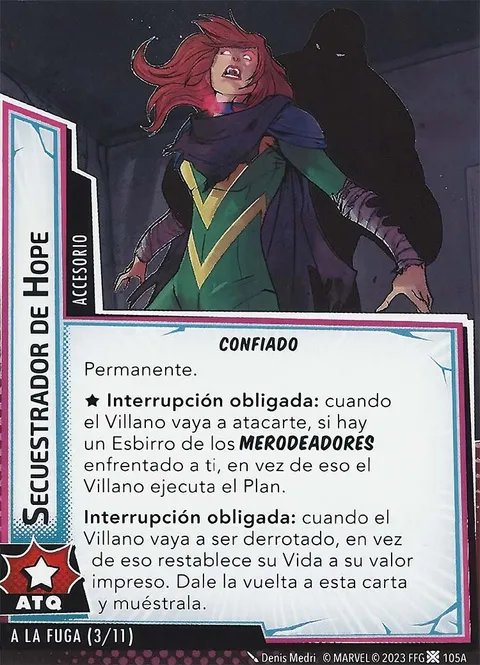 SECUESTRADOR DE HOPE
ACCESORIO
CONFIADO
Permanente.
★ Interrupción obligada: cuando
el Villano vaya a atacarte, si hay
un Esbirro de los MERODEADORES
enfrentado a ti, en vez de eso el
Villano ejecuta el Plan.
Interrupción obligada: cuando el
Villano vaya a ser derrotado, en vez
de eso restablece su Vida a su valor
impreso. Dale la vuelta a esta carta
y muéstrala.
ATQ
A LA FUGA (3/11)
Denis Medri © MARVEL © 2023 FFG 105A